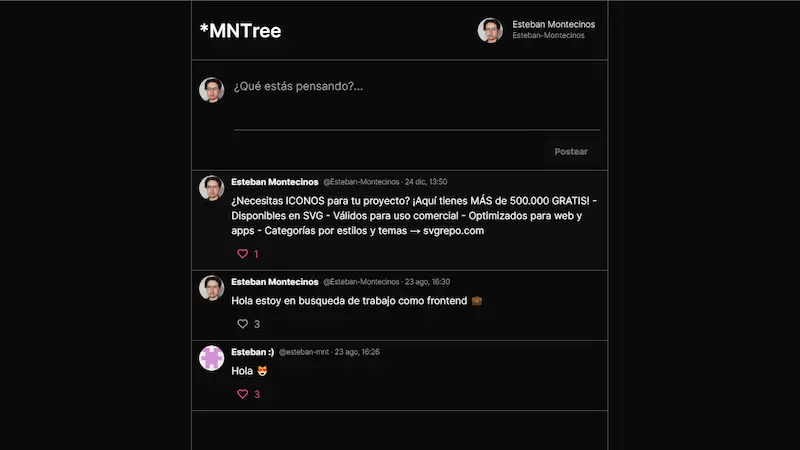 *MNTree
Esteban Montecinos
Esteban-Montecinos
¿Qué estás pensando?...
Postear
Esteban Montecinos @Esteban-Montecinos · 24 dic, 13:50
¿Necesitas ICONOS para tu proyecto? ¡Aquí tienes MÁS de 500.000 GRATIS! -
Disponibles en SVG - Válidos para uso comercial - Optimizados para web y
apps - Categorías por estilos y temas → svgrepo.com
1
Esteban Montecinos @Esteban-Montecinos · 23 ago, 16:30
Hola estoy en busqueda de trabajo como frontend 💼
3
Esteban :) @esteban-mnt · 23 ago, 16:26
Hola 😺
3